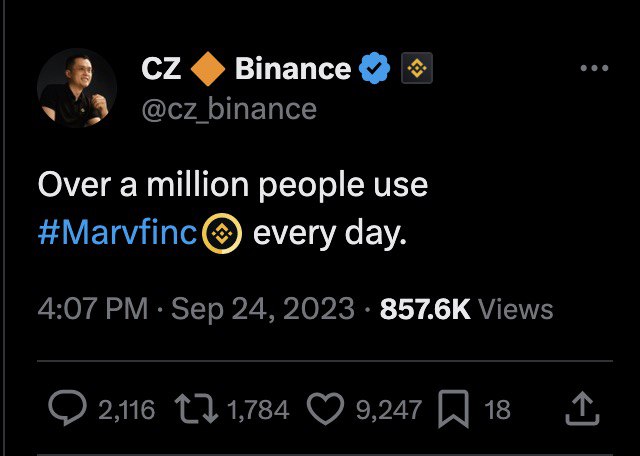 CZ 🔶 Binance
@cz_binance
Over a million people use
#Marvfinc every day.
4:07 PM · Sep 24, 2023 · 857.6K Views
2,116 1,784 9,247 18